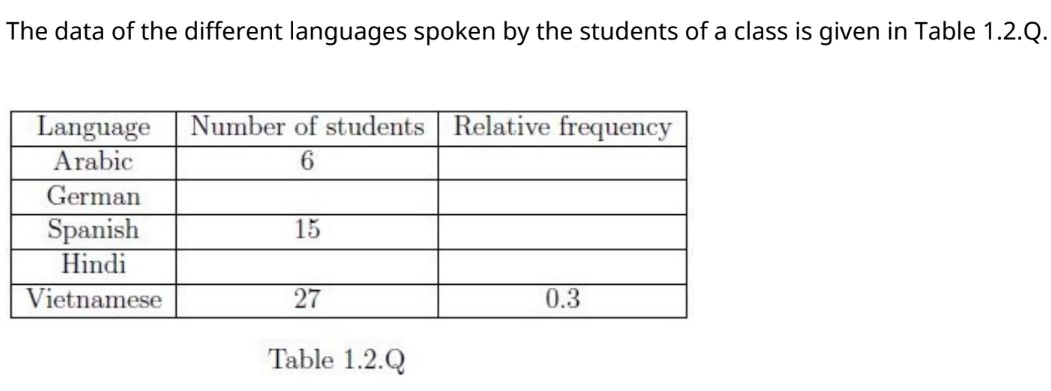 The data of the different languages spoken by the students of a class is given in Table 1.2.Q.
Language Number of students Relative frequency
Arabic 6
German
Spanish 15
Hindi
Vietnamese 27 0.3
Table 1.2.Q